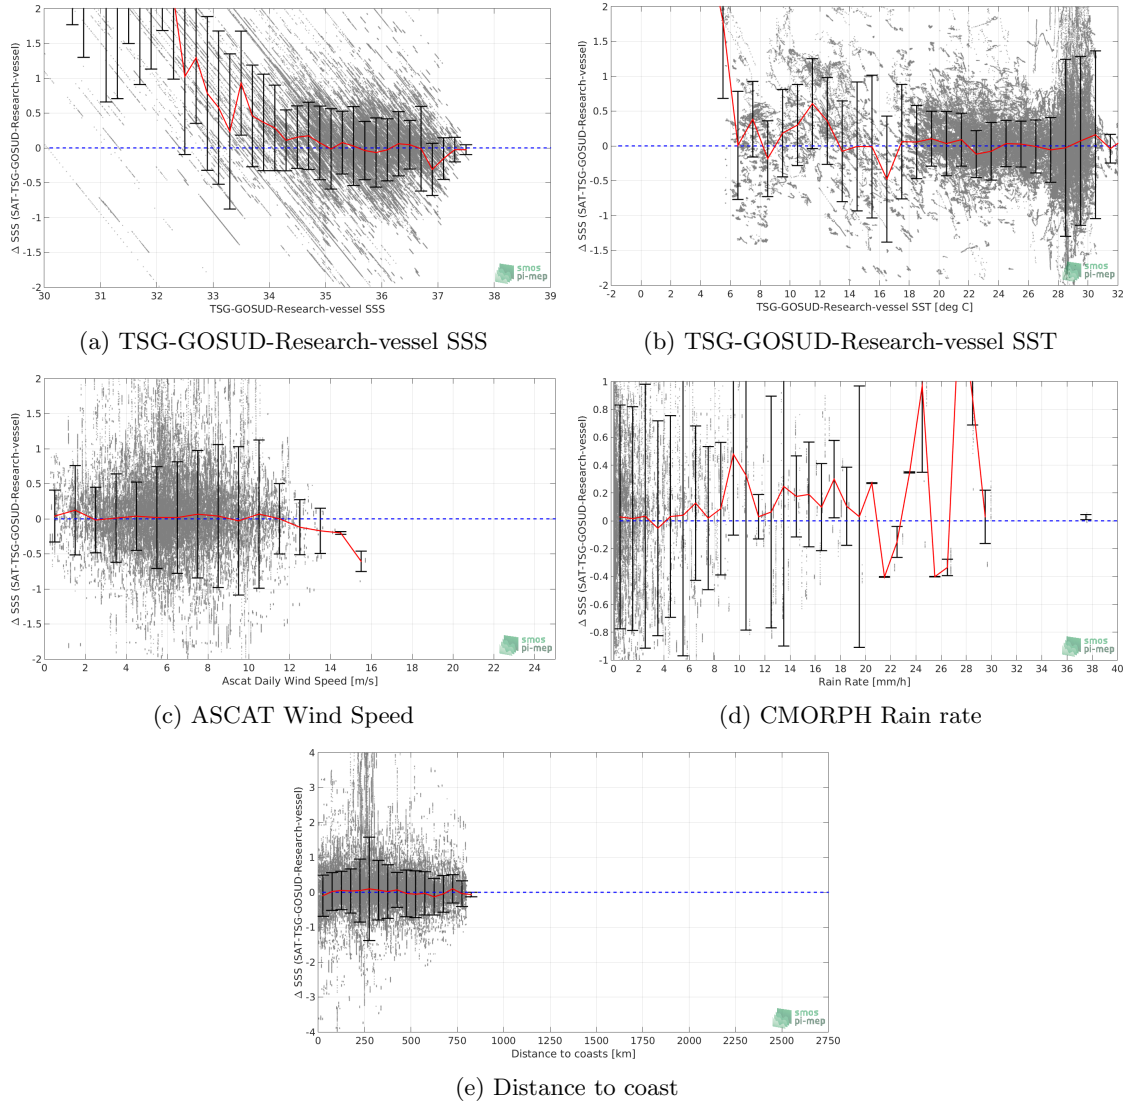 2
1.5
1
0.5
0
-0.5
-1
-1.5
-2
Δ SSS (SAT-TSG-GOSUD-Research-vessel)
30 31 32 33 34 35 36 37 38 39
TSG-GOSUD-Research-vessel SSS
smos
pi-mep
(a) TSG-GOSUD-Research-vessel SSS
2
1.5
1
0.5
0
-0.5
-1
-1.5
-2
Δ SSS (SAT-TSG-GOSUD-Research-vessel)
-2 0 2 4 6 8 10 12 14 16 18 20 22 24 26 28 30 32
TSG-GOSUD-Research-vessel SST [deg C]
smos
pi-mep
(b) TSG-GOSUD-Research-vessel SST
2
1.5
1
0.5
0
-0.5
-1
-1.5
-2
Δ SSS (SAT-TSG-GOSUD-Research-vessel)
0 2 4 6 8 10 12 14 16 18 20 22 24
Ascat Daily Wind Speed [m/s]
smos
pi-mep
(c) ASCAT Wind Speed
1
0.8
0.6
0.4
0.2
0
-0.2
-0.4
-0.6
-0.8
-1
Δ SSS (SAT-TSG-GOSUD-Research-vessel)
0 2 4 6 8 10 12 14 16 18 20 22 24 26 28 30 32 34 36 38 40
Rain Rate [mm/h]
smos
pi-mep
(d) CMORPH Rain rate
4
3
2
1
0
-1
-2
-3
-4
Δ SSS (SAT-TSG-GOSUD-Research-vessel)
0 250 500 750 1000 1250 1500 1750 2000 2250 2500 2750
Distance to coasts [km]
smos
pi-mep
(e) Distance to coast